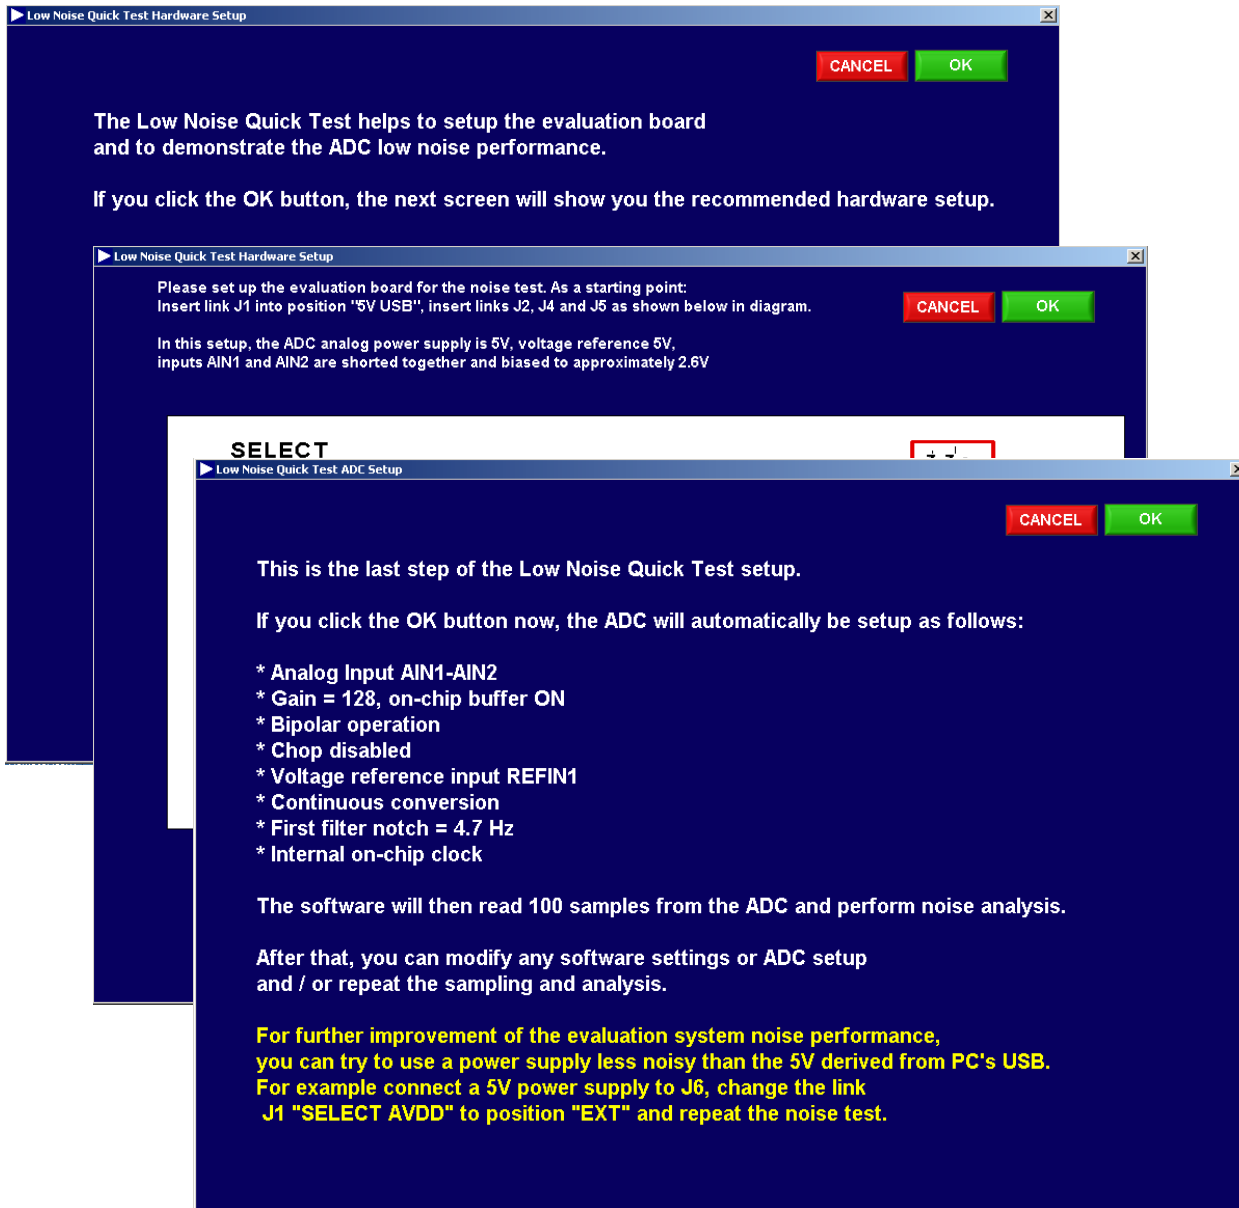 Low Noise Quick Test Hardware Setup
CANCEL OK
The Low Noise Quick Test helps to setup the evaluation board
and to demonstrate the ADC low noise performance.
If you click the OK button, the next screen will show you the recommended hardware setup.
Low Noise Quick Test Hardware Setup
Please set up the evaluation board for the noise test. As a starting point:
Insert link J1 into position "5V USB", insert links J2, J4 and J5 as shown below in diagram.
CANCEL OK
In this setup, the ADC analog power supply is 5V, voltage reference 5V,
inputs AIN1 and AIN2 are shorted together and biased to approximately 2.6V
SELECT
Low Noise Quick Test ADC Setup
CANCEL OK
This is the last step of the Low Noise Quick Test setup.
If you click the OK button now, the ADC will automatically be setup as follows:
* Analog Input AIN1-AIN2
* Gain = 128, on-chip buffer ON
* Bipolar operation
* Chop disabled
* Voltage reference input REFIN1
* Continuous conversion
* First filter notch = 4.7 Hz
* Internal on-chip clock
The software will then read 100 samples from the ADC and perform noise analysis.
After that, you can modify any software settings or ADC setup
and / or repeat the sampling and analysis.
For further improvement of the evaluation system noise performance,
you can try to use a power supply less noisy than the 5V derived from PC's USB.
For example connect a 5V power supply to J6, change the link
J1 "SELECT AVDD" to position "EXT" and repeat the noise test.